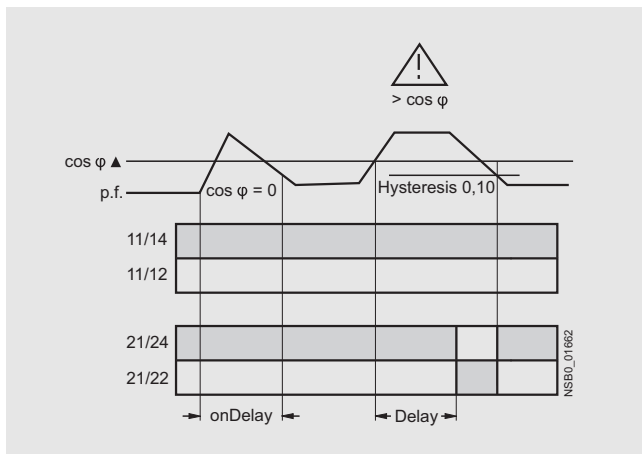 !
> cos φ
cos φ ▲
p.f.
cos φ = 0
Hysteresis 0,10
11/14
11/12
21/24
21/22
NSB0_01662
onDelay
Delay